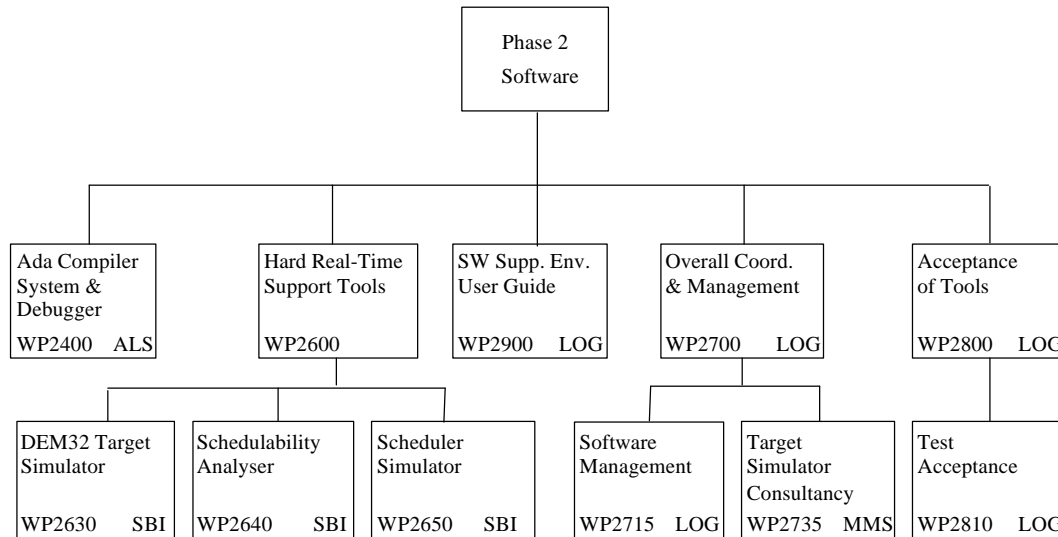 Phase 2
Software
Ada Compiler
System &
Debugger
WP2400 ALS
Hard Real-Time
Support Tools
WP2600
SW Supp. Env.
User Guide
WP2900 LOG
Overall Coord.
& Management
WP2700 LOG
Acceptance
of Tools
WP2800 LOG
DEM32 Target
Simulator
WP2630 SBI
Schedulability
Analyser
WP2640 SBI
Scheduler
Simulator
WP2650 SBI
Software
Management
WP2715 LOG
Target
Simulator
Consultancy
WP2735 MMS
Test
Acceptance
WP2810 LOG